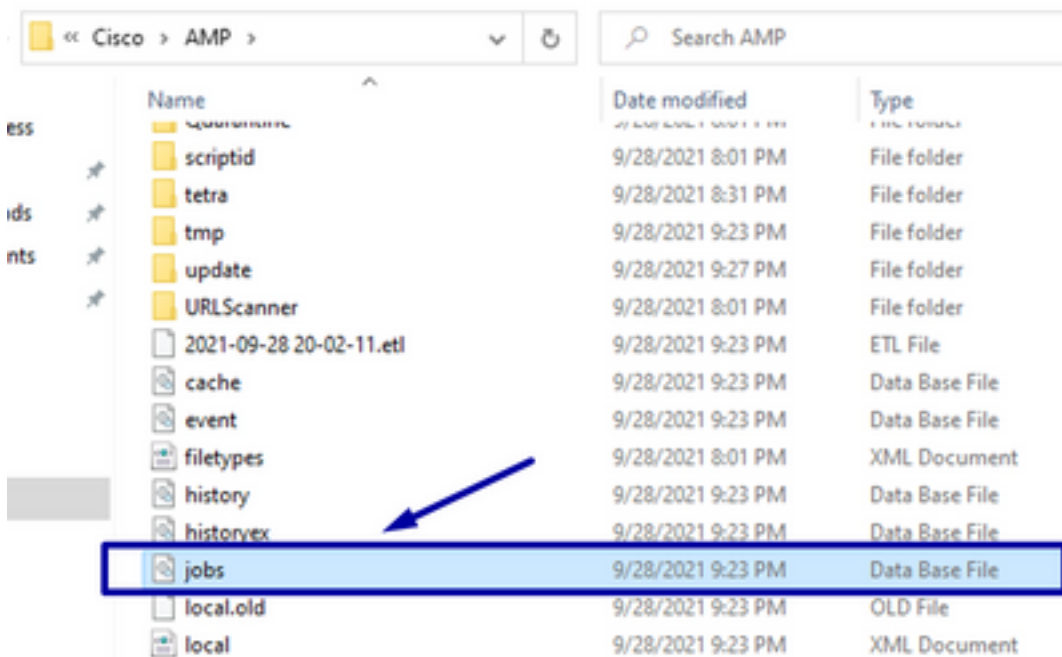 « Cisco > AMP > Search AMP
Name Date modified Type
ess
scriptid 9/28/2021 8:01 PM File folder
tetra 9/28/2021 8:31 PM File folder
ids
tmp 9/28/2021 9:23 PM File folder
nts
update 9/28/2021 9:27 PM File folder
URLScanner 9/28/2021 8:01 PM File folder
2021-09-28 20-02-11.etl 9/28/2021 9:23 PM ETL File
cache 9/28/2021 9:23 PM Data Base File
event 9/28/2021 9:23 PM Data Base File
filetypes 9/28/2021 8:01 PM XML Document
history 9/28/2021 9:23 PM Data Base File
historyex 9/28/2021 9:23 PM Data Base File
jobs 9/28/2021 9:23 PM Data Base File
local.old 9/28/2021 9:23 PM OLD File
local 9/28/2021 9:23 PM XML Document